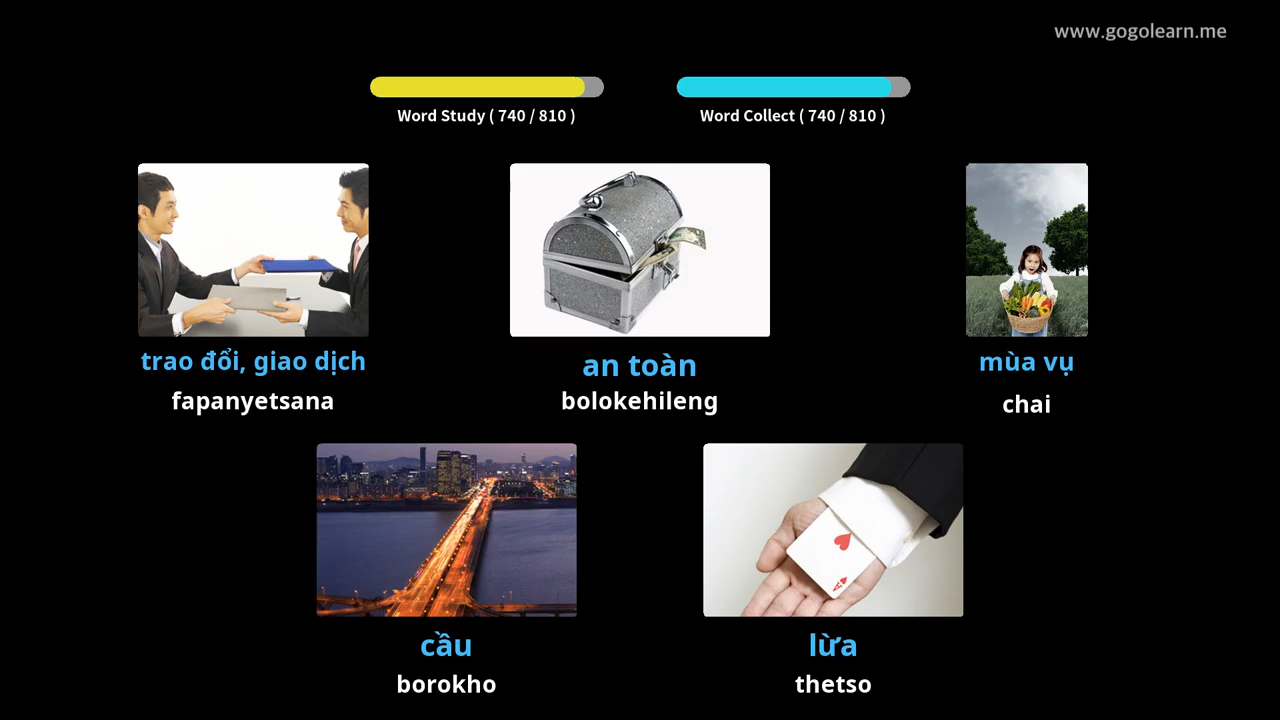 www.gogolearn.me
Word Study ( 740 / 810 )
Word Collect ( 740 / 810 )
trao đổi, giao dịch
fapanyetsana
an toàn
bolokehileng
mùa vụ
chai
cầu
borokho
lừa
thetso